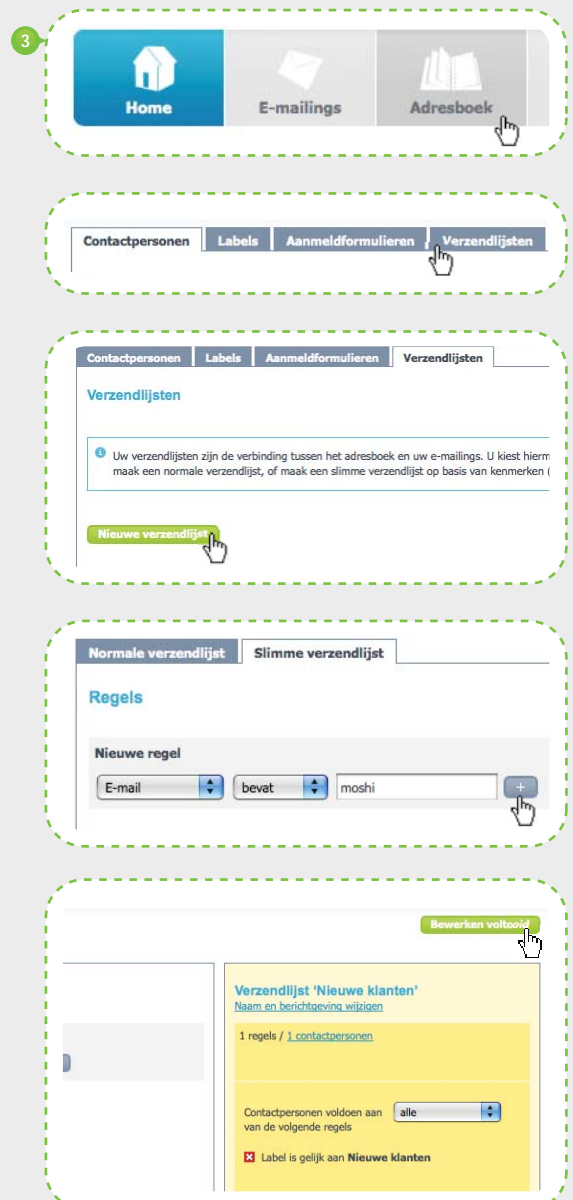 3
Home
E-mailings
Adresboek
Contactpersonen Labels Aanmeldformulieren Verzendlijsten
Contactpersonen Labels Aanmeldformulieren Verzendlijsten
Verzendlijsten
Uw verzendlijsten zijn de verbinding tussen het adresboek en uw e-mailings. U kiest hierm
maak een normale verzendlijst, of maak een slimme verzendlijst op basis van kenmerken (
Nieuwe verzendlijst
Normale verzendlijst Slimme verzendlijst
Regels
Nieuwe regel
E-mail bevat moshi +
Bewerken voltooid
Verzendlijst ‘Nieuwe klanten’
Naam en berichtgeving wijzigen
1 regels / 1 contactpersonen
Contactpersonen voldoen aan alle
van de volgende regels
Label is gelijk aan Nieuwe klanten